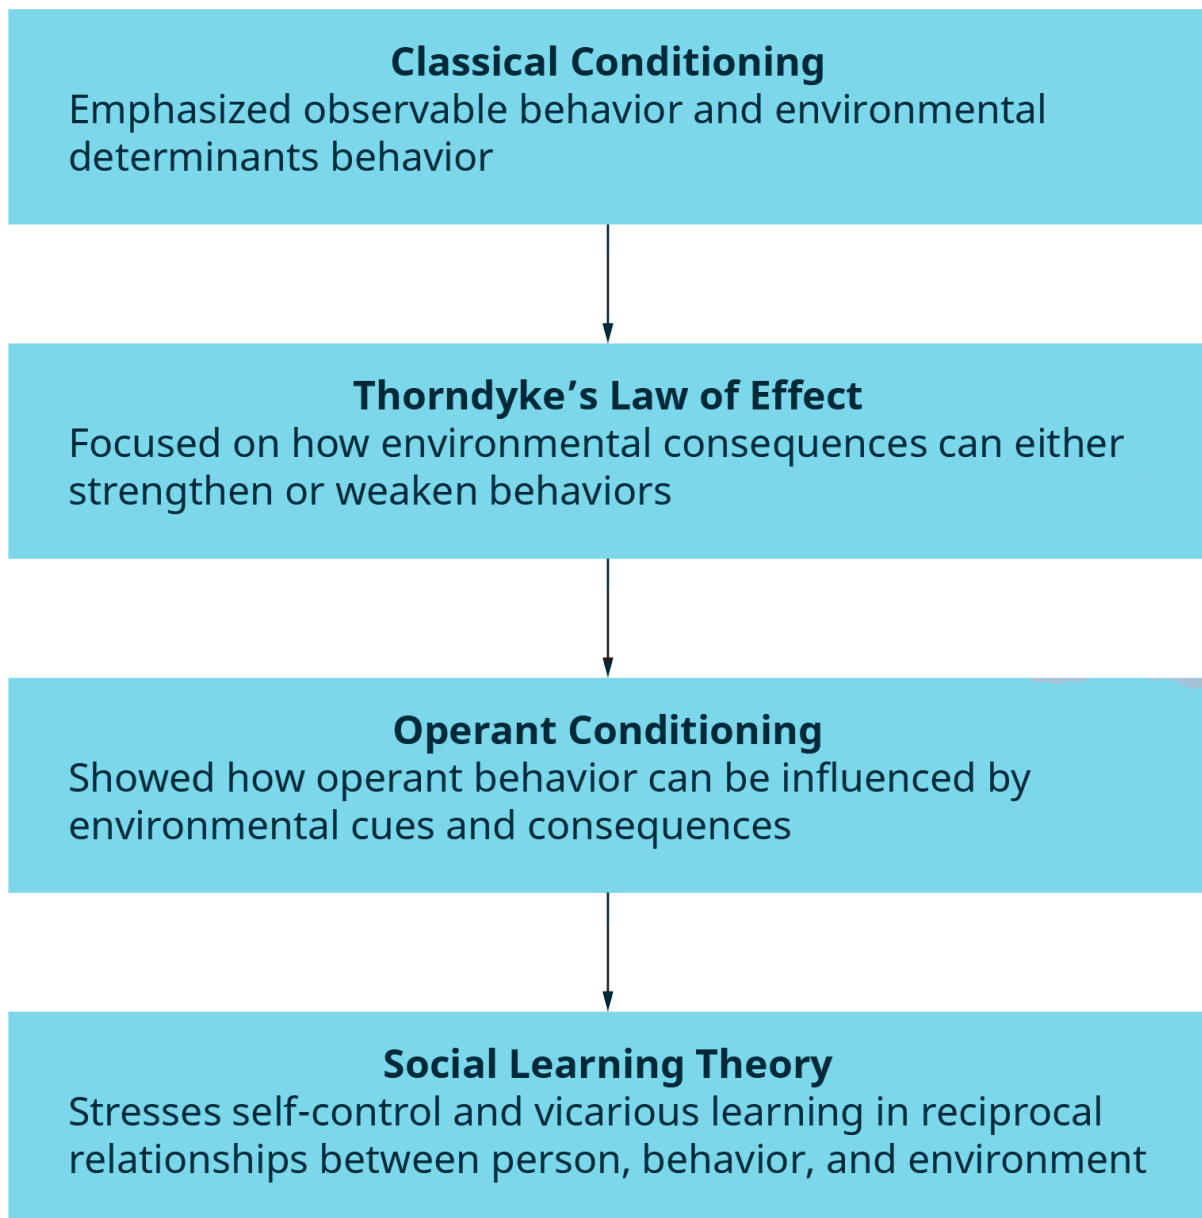 Classical Conditioning
Emphasized observable behavior and environmental
determinants behavior
Thorndyke’s Law of Effect
Focused on how environmental consequences can either
strengthen or weaken behaviors
Operant Conditioning
Showed how operant behavior can be influenced by
environmental cues and consequences
Social Learning Theory
Stresses self-control and vicarious learning in reciprocal
relationships between person, behavior, and environment